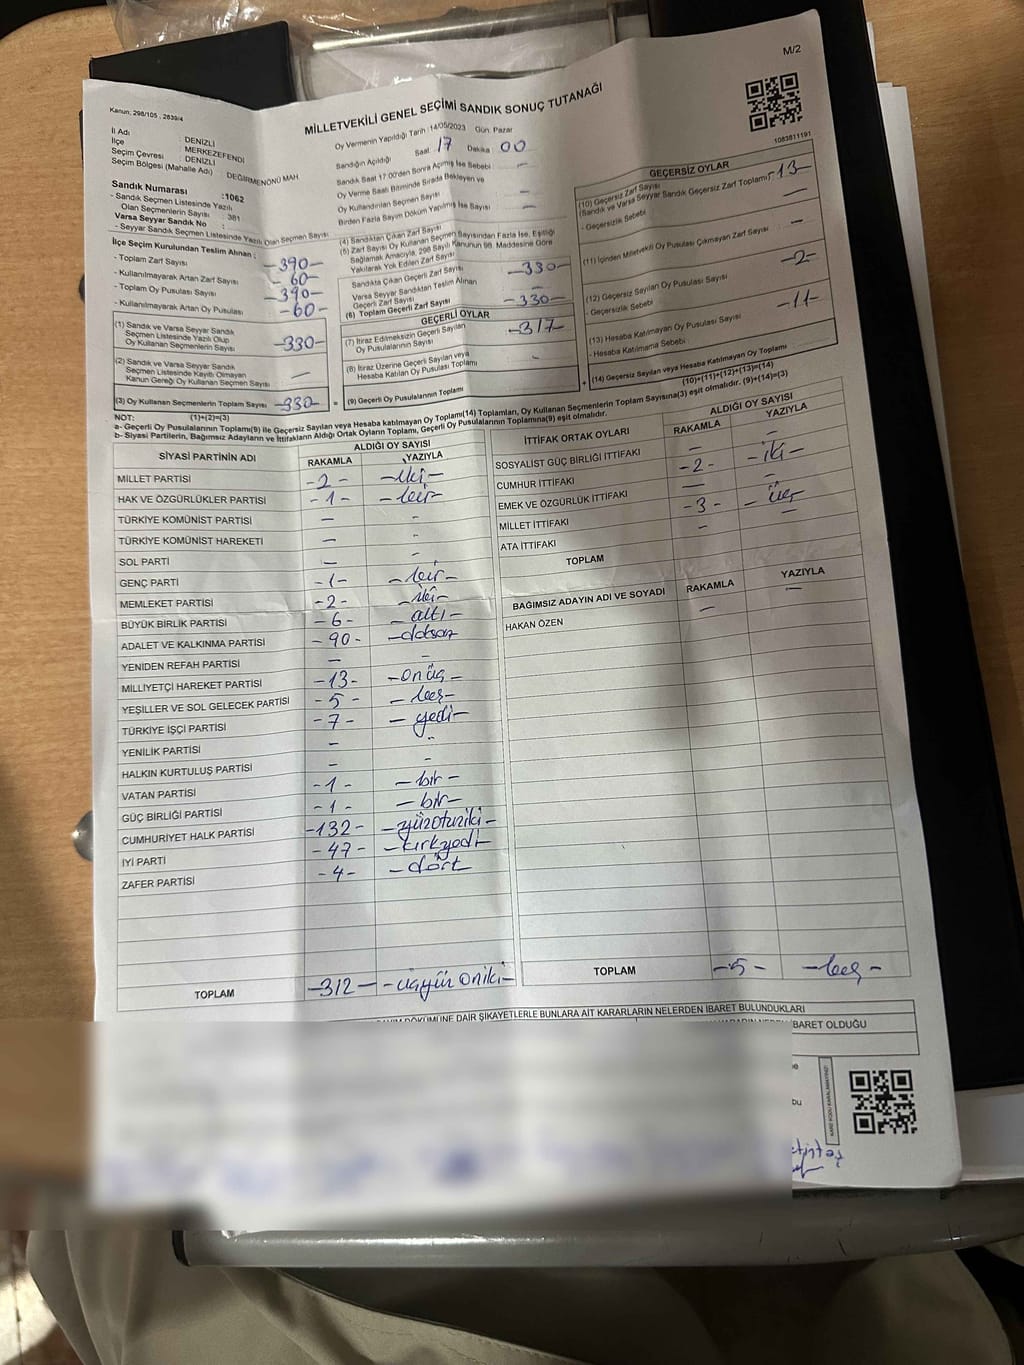 M/2
Kanun: 298/105 , 2839/4
MİLLETVEKİLİ GENEL SEÇİMİ SANDIK SONUÇ TUTANAĞI
1083811191
İl Adı : DENİZLİ
İlçe : MERKEZEFENDİ
Seçim Çevresi : DENİZLİ
Seçim Bölgesi (Mahalle Adı) DEĞİRMENÖNÜ MAH.
Sandık Numarası :1062
- Sandık Seçmen Listesinde Yazılı
Olan Seçmenlerin Sayısı : 381
Varsa Seyyar Sandık No :
- Seyyar Sandık Seçmen Listesinde Yazılı Olan Seçmen Sayısı
Oy Vermenin Yapıldığı Tarih :14/05/2023 Gün: Pazar
Sandığın Açıldığı Saat: 17 Dakika 00
Sandık Saat 17:00'den Sonra Açılmış İse Sebebi –
Oy Verme Saati Bitiminde Sırada Bekleyen ve
Oy Kullandırılan Seçmen Sayısı –
Birden Fazla Sayım Döküm Yapılmış İse Sayısı –
İlçe Seçim Kurulundan Teslim Alınan ;
- Toplam Zarf Sayısı -390-
- Kullanılmayarak Artan Zarf Sayısı - 60-
- Toplam Oy Pusulası Sayısı -390-
- Kullanılmayarak Artan Oy Pusulası -60-
(1) Sandık ve Varsa Seyyar Sandık
Seçmen Listesinde Yazılı Olup
Oy Kullanan Seçmenlerin Sayısı -330-
(2) Sandık ve Varsa Seyyar Sandık
Seçmen Listesinde Kayıtlı Olmayan
Kanun Gereği Oy Kullanan Seçmen Sayısı —
(3) Oy Kullanan Seçmenlerin Toplam Sayısı -330-
(4) Sandıktan Çıkan Zarf Sayısı
(5) Zarf Sayısı Oy Kullanan Seçmen Sayısından Fazla İse, Eşitliği
Sağlamak Amacıyla, 298 Sayılı Kanunun 98. Maddesine Göre
Yakılarak Yok Edilen Zarf Sayısı
Sandıkta Çıkan Geçerli Zarf Sayısı -330-
Varsa Seyyar Sandıktan Teslim Alınan
Geçerli Zarf Sayısı –
(6) Toplam Geçerli Zarf Sayısı -330-
GEÇERLİ OYLAR
(7) İtiraz Edilmeksizin Geçerli Sayılan
Oy Pusulalarının Sayısı -317-
(8) İtiraz Üzerine Geçerli Sayılan veya
Hesaba Katılan Oy Pusulası Toplamı -
= (9) Geçerli Oy Pusulalarının Toplamı
GEÇERSİZ OYLAR
(10) Geçersiz Zarf Sayısı
(Sandık ve Varsa Seyyar Sandık Geçersiz Zarf Toplamı) -13-
- Geçersizlik Sebebi —
(11) İçinden Milletvekili Oy Pusulası Çıkmayan Zarf Sayısı –
(12) Geçersiz Sayılan Oy Pusulası Sayısı -2-
- Geçersizlik Sebebi
(13) Hesaba Katılmayan Oy Pusulası Sayısı -11-
- Hesaba Katılmama Sebebi
+ (14) Geçersiz Sayılan veya Hesaba Katılmayan Oy Toplamı
(10)+(11)+(12)+(13)=(14)
NOT: (1)+(2)=(3)
a- Geçerli Oy Pusulalarının Toplamı(9) ile Geçersiz Sayılan veya Hesaba katılmayan Oy Toplamı(14) Toplamları, Oy Kullanan Seçmenlerin Toplam Sayısına(3) eşit olmalıdır. (9)+(14)=(3)
b- Siyasi Partilerin, Bağımsız Adayların ve İttifakların Aldığı Ortak Oyların Toplamı, Geçerli Oy Pusulalarının Toplamına(9) eşit olmalıdır.
SİYASİ PARTİNİN ADI ALDIĞI OY SAYISI
RAKAMLA YAZIYLA
MİLLET PARTİSİ -2- -iki-
HAK VE ÖZGÜRLÜKLER PARTİSİ -1- -bir-
TÜRKİYE KOMÜNİST PARTİSİ — -
TÜRKİYE KOMÜNİST HAREKETİ — -
SOL PARTİ — -
GENÇ PARTİ -1- -bir-
MEMLEKET PARTİSİ -2- -iki-
BÜYÜK BİRLİK PARTİSİ -6- -altı-
ADALET VE KALKINMA PARTİSİ -90- -doksan
YENİDEN REFAH PARTİSİ — -
MİLLİYETÇİ HAREKET PARTİSİ -13- -onüç-
YEŞİLLER VE SOL GELECEK PARTİSİ -5- -beş-
TÜRKİYE İŞÇİ PARTİSİ -7- -yedi-
YENİLİK PARTİSİ – -
HALKIN KURTULUŞ PARTİSİ – -
VATAN PARTİSİ -1- -bir-
GÜÇ BİRLİĞİ PARTİSİ -1- -bir-
CUMHURİYET HALK PARTİSİ -132- -yüzotuziki-
İYİ PARTİ -47- -kırkyedi-
ZAFER PARTİSİ -4- -dört
TOPLAM -312- -üçyüz oniki-
İTTİFAK ORTAK OYLARI ALDIĞI OY SAYISI
RAKAMLA YAZIYLA
SOSYALİST GÜÇ BİRLİĞİ İTTİFAKI — –
CUMHUR İTTİFAKI -2- -iki-
EMEK VE ÖZGÜRLÜK İTTİFAKI — –
MİLLET İTTİFAKI -3- -üç-
ATA İTTİFAKI – —
TOPLAM
BAĞIMSIZ ADAYIN ADI VE SOYADI RAKAMLA YAZIYLA
HAKAN ÖZEN – —
TOPLAM -5- -beş-
DÖKÜMÜNE DAİR ŞİKAYETLERLE BUNLARA AİT KARARLARIN NELERDEN İBARET BULUNDUKLARI
İBARET OLDUĞU